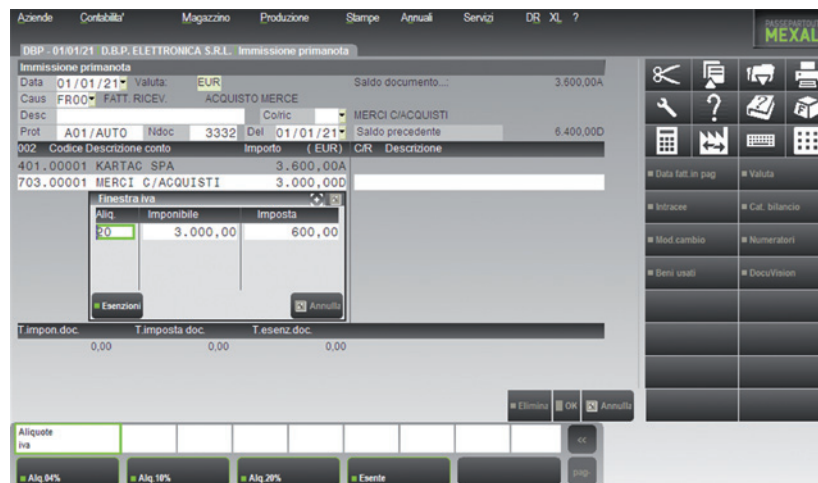 Aziende Contabilita' Magazzino Produzione Stampe Annuali Servizi DR XL ?
PASSEPARTOUT
MEXAL
DBP - 01/01/21 D.B.P. ELETTRONICA S.R.L. Immissione primanota
Immissione primanota
Data 01/01/21 Valuta: EUR Saldo documento...: 3.600,00A
Caus FR00 FATT. RICEV. ACQUISTO MERCE
Desc Co/ric MERCI C/ACQUISTI
Prot A01/AUTO Ndoc 3332 Del 01/01/21 Saldo precedente 6.400,00D
002 Codice Descrizione conto Importo (EUR) C/R Descrizione
401.00001 KARTAC SPA 3.600,00A
703.00001 MERCI C/ACQUISTI 3.000,00D
Finestra iva
Aliq. Imponibile Imposta
20 3.000,00 600,00
Esenzioni Annulla
T.impon.doc. T.imposta doc. T.esenz.doc.
0,00 0,00 0,00
Data fatt.in pag Valuta
Intracee Cat. bilancio
Mod.cambio Numeratori
Beni usati DocuVision
Elimina OK Annulla
Aliquote
iva
<<
Alq.04% Alq.10% Alq.20% Esente pag-